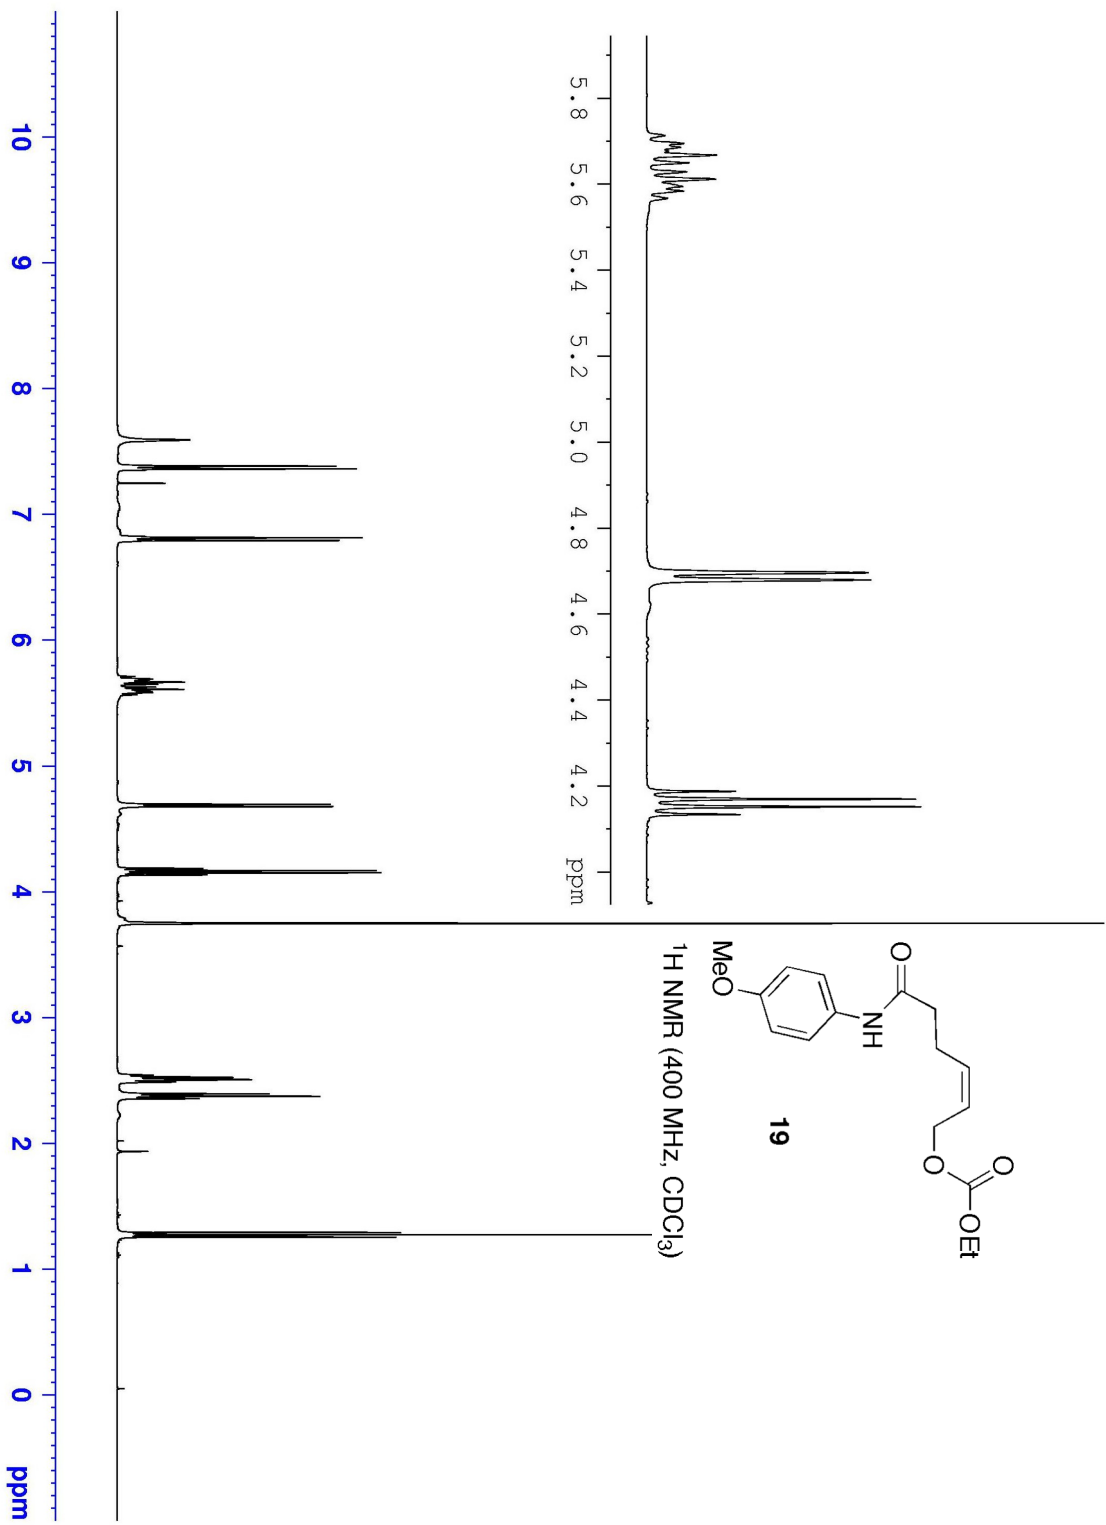 O
O
OEt
O
NH
MeO
19
¹H NMR (400 MHz, CDCl₃)
5.8 5.6 5.4 5.2 5.0 4.8 4.6 4.4 4.2 ppm
10 9 8 7 6 5 4 3 2 1 0 ppm